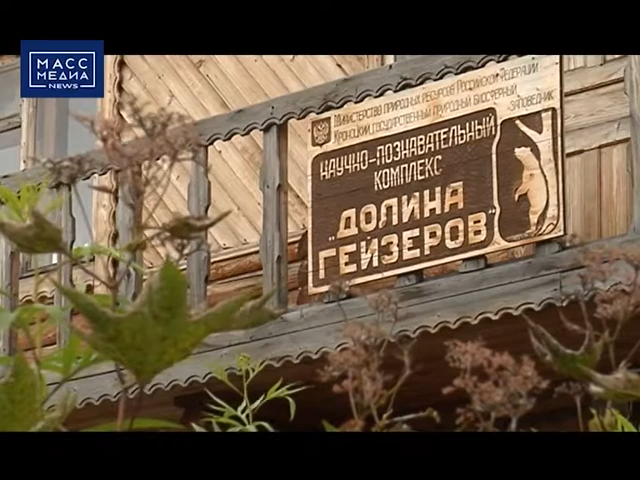 МАСС
МЕДИА
NEWS
Министерство природных ресурсов Российской Федерации
Кроноцкий государственный природный биосферный заповедник
НАУЧНО-ПОЗНАВАТЕЛЬНЫЙ
КОМПЛЕКС
"ДОЛИНА
ГЕЙЗЕРОВ"